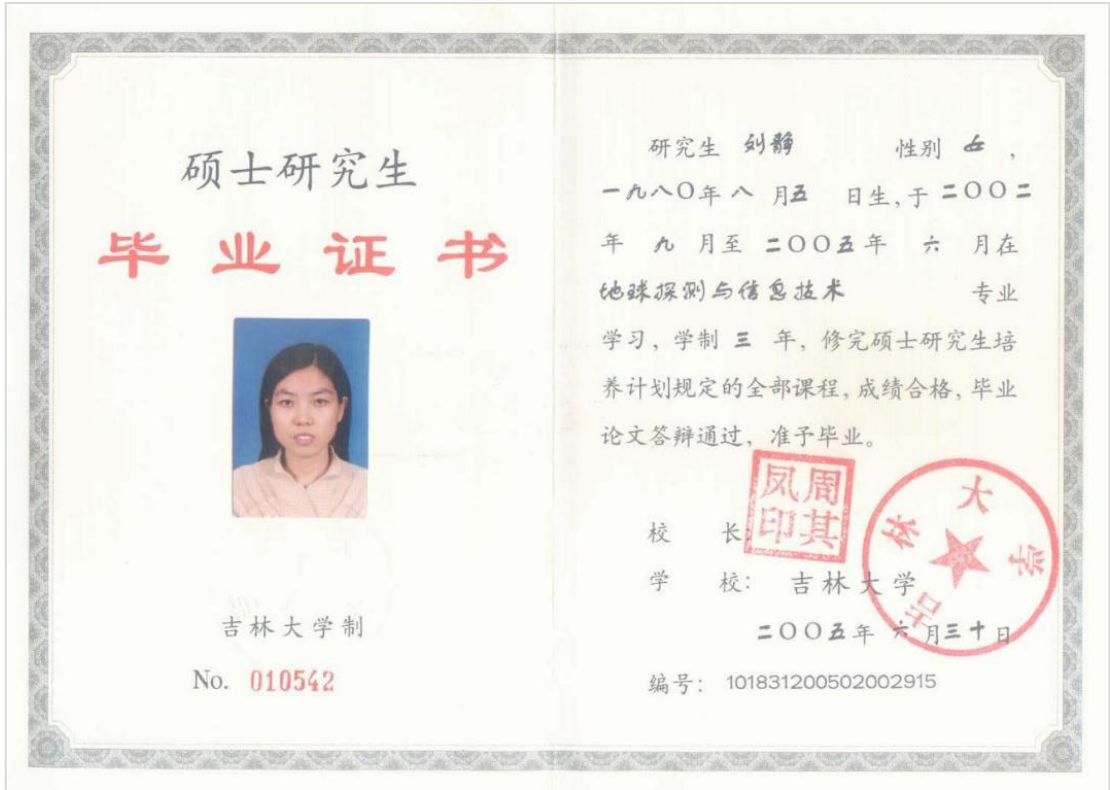 硕士研究生
毕业证书
吉林大学制
No. 010542
研究生 刘静 性别 女，
一九八〇年八月五日生，于二〇〇二
年九月至二〇〇五年六月在
地球探测与信息技术 专业
学习，学制三年，修完硕士研究生培
养计划规定的全部课程，成绩合格，毕业
论文答辩通过，准予毕业。
校长：
周其凤印
学校：吉林大学
吉林大学
二〇〇五年六月三十日
编号：101831200502002915